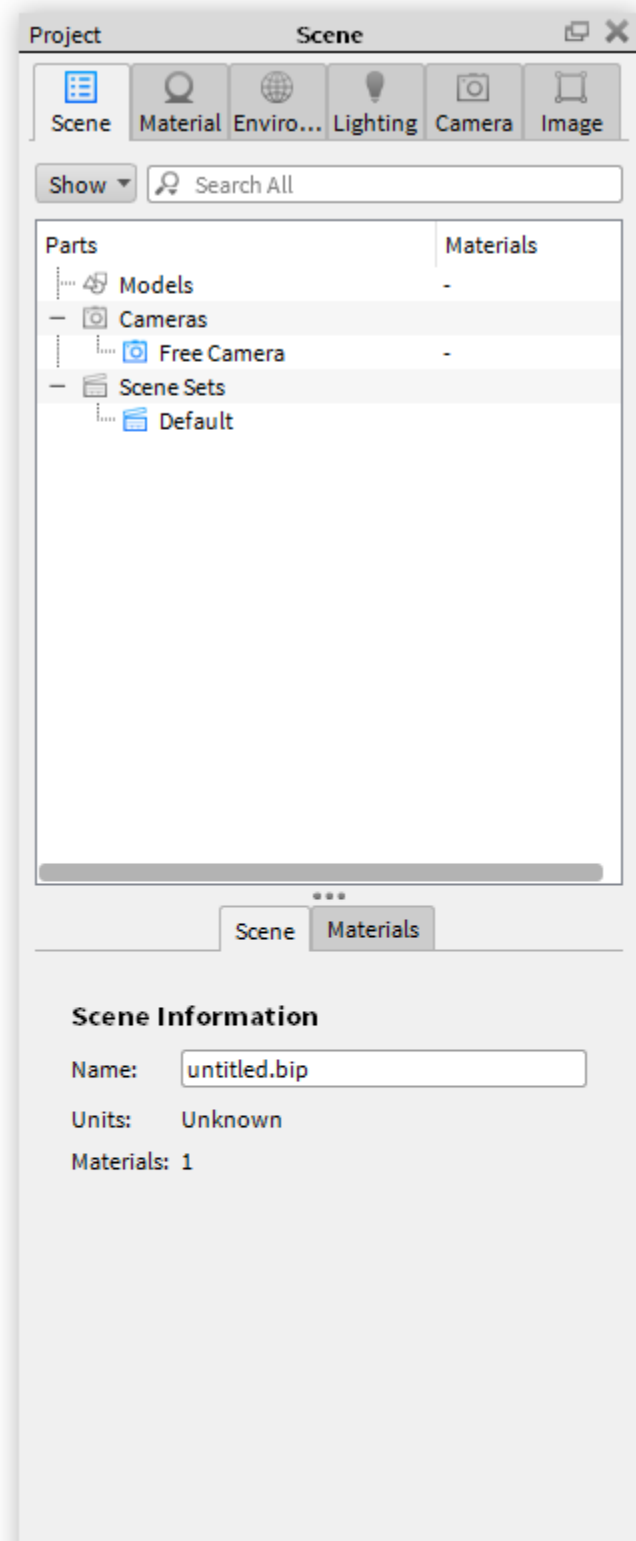 Project Scene
Scene Material Enviro... Lighting Camera Image
Show Search All
Parts Materials
Models -
Cameras
Free Camera -
Scene Sets
Default
Scene Materials
Scene Information
Name: untitled.bip
Units: Unknown
Materials: 1